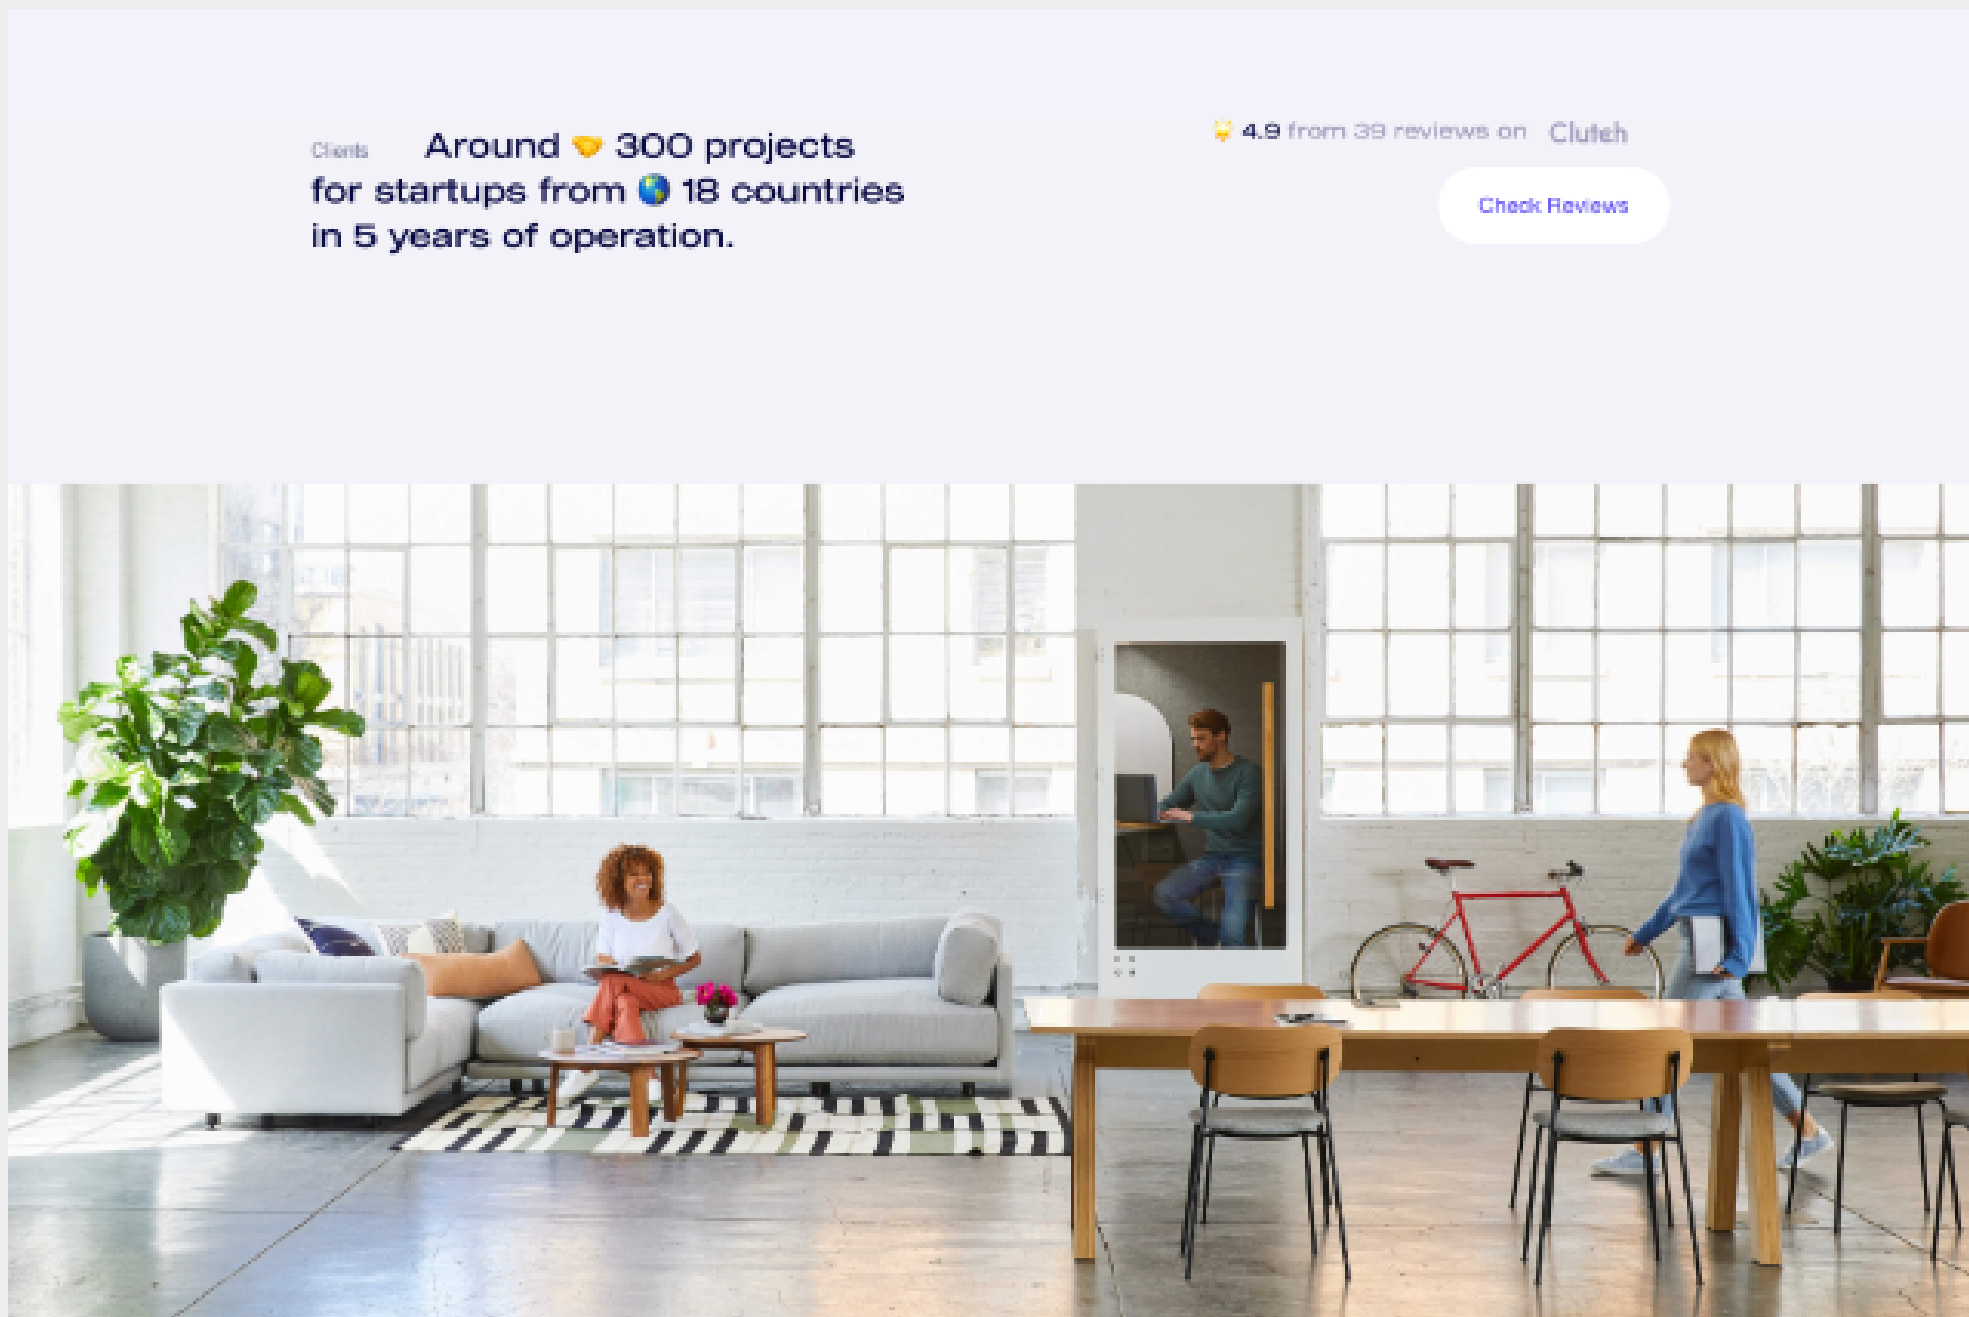 Clients Around 🤝 300 projects
for startups from 🌎 18 countries
in 5 years of operation.
4.9 from 39 reviews on Clutch
Check Reviews